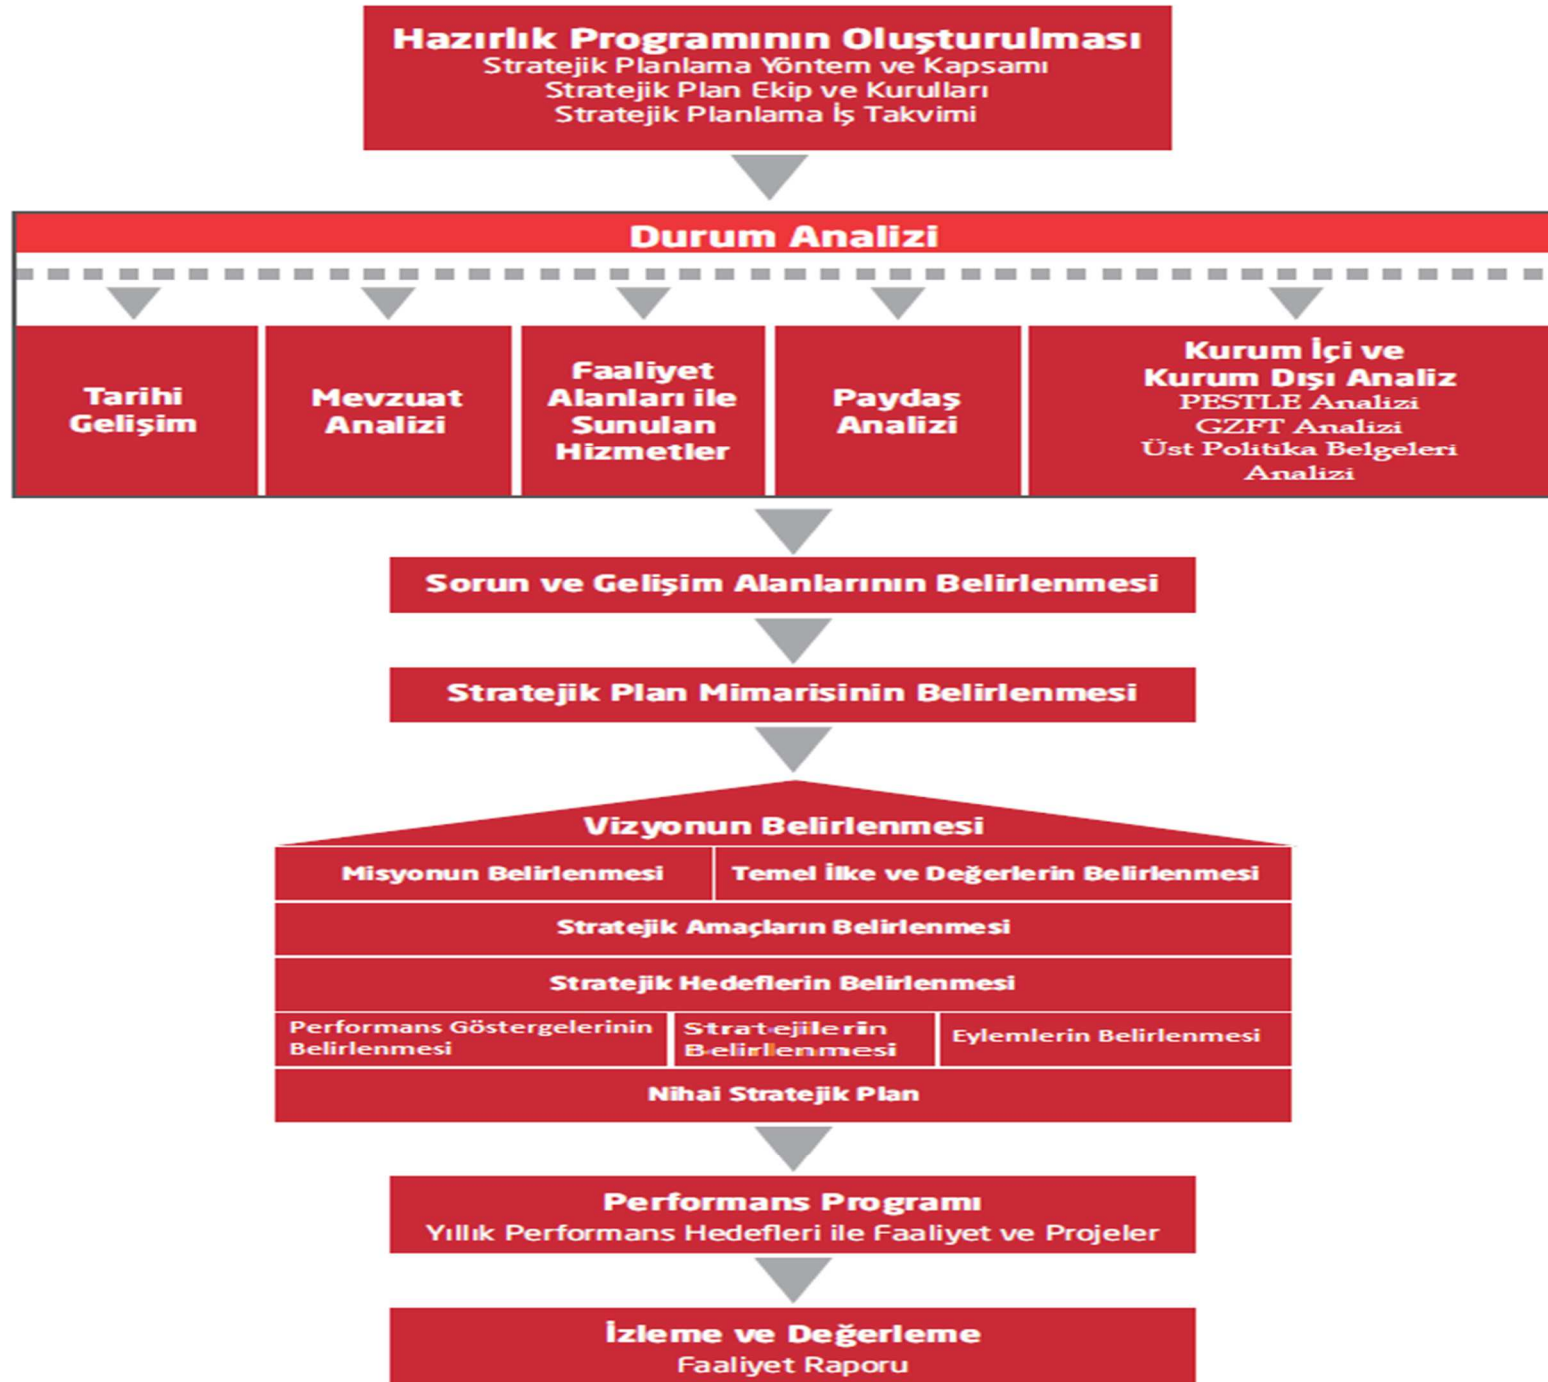 Hazırlık Programının Oluşturulması
Stratejik Planlama Yöntem ve Kapsamı
Stratejik Plan Ekip ve Kurulları
Stratejik Planlama İş Takvimi
Durum Analizi
Tarihi
Gelişim
Mevzuat
Analizi
Faaliyet
Alanları ile
Sunulan
Hizmetler
Paydaş
Analizi
Kurum İçi ve
Kurum Dışı Analiz
PESTLE Analizi
GZFT Analizi
Üst Politika Belgeleri
Analizi
Sorun ve Gelişim Alanlarının Belirlenmesi
Stratejik Plan Mimarisinin Belirlenmesi
Vizyonun Belirlenmesi
Misyonun Belirlenmesi
Temel İlke ve Değerlerin Belirlenmesi
Stratejik Amaçların Belirlenmesi
Stratejik Hedeflerin Belirlenmesi
Performans Göstergelerinin
Belirlenmesi
Stratejilerin
Belirlenmesi
Eylemlerin Belirlenmesi
Nihai Stratejik Plan
Performans Programı
Yıllık Performans Hedefleri ile Faaliyet ve Projeler
İzleme ve Değerleme
Faaliyet Raporu